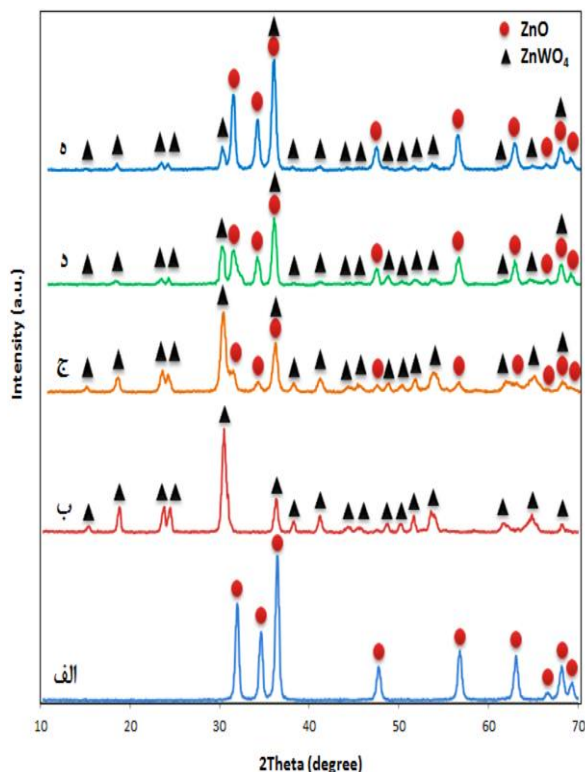 ZnO
ZnWO₄
ه
د
ج
ب
الف
Intensity (a.u.)
10 20 30 40 50 60 70
2Theta (degree)